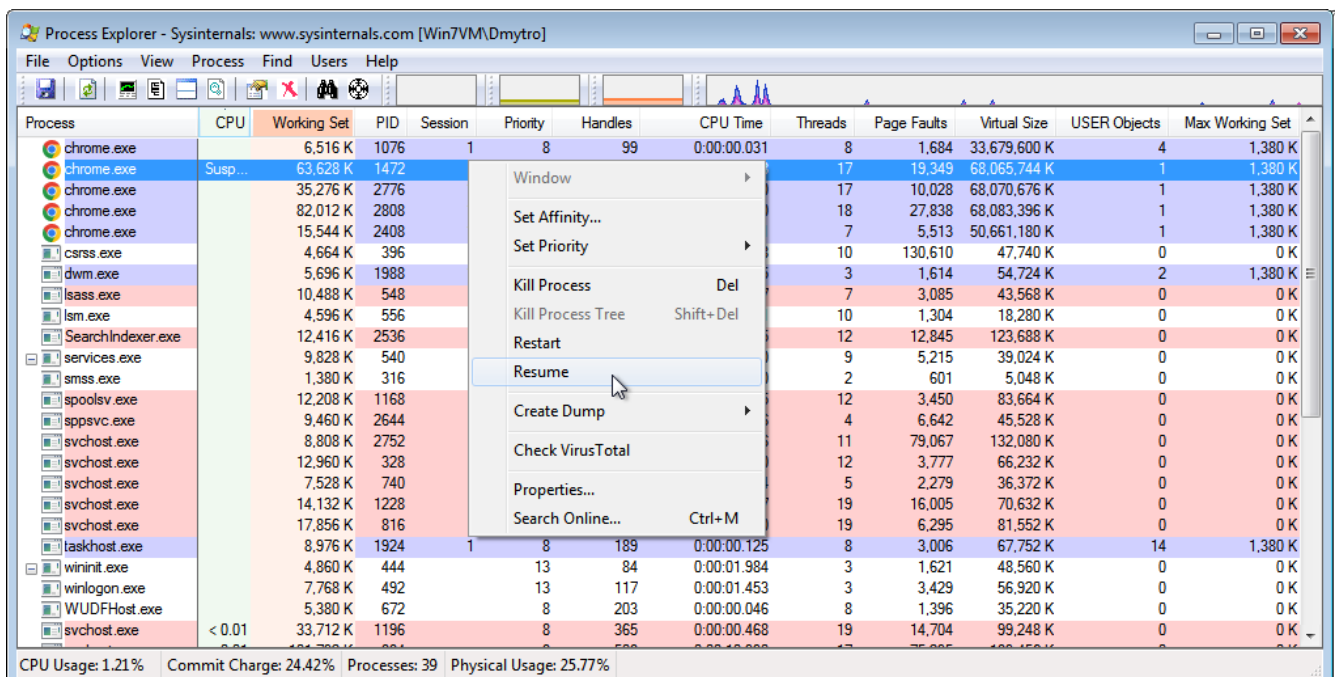 Process Explorer - Sysinternals: www.sysinternals.com [Win7VM\Dmytro]
File Options View Process Find Users Help
Process CPU Working Set PID Session Priority Handles CPU Time Threads Page Faults Virtual Size USER Objects Max Working Set
chrome.exe 6,516 K 1076 1 8 99 0:00:00.031 8 1,684 33,679,600 K 4 1,380 K
chrome.exe Susp... 63,628 K 1472 17 19,349 68,065,744 K 1 1,380 K
chrome.exe 35,276 K 2776 17 10,028 68,070,676 K 1 1,380 K
chrome.exe 82,012 K 2808 18 27,838 68,083,396 K 1 1,380 K
chrome.exe 15,544 K 2408 7 5,513 50,661,180 K 1 1,380 K
csrss.exe 4,664 K 396 10 130,610 47,740 K 0 0 K
dwm.exe 5,696 K 1988 3 1,614 54,724 K 2 1,380 K
lsass.exe 10,488 K 548 7 3,085 43,568 K 0 0 K
lsm.exe 4,596 K 556 10 1,304 18,280 K 0 0 K
SearchIndexer.exe 12,416 K 2536 12 12,845 123,688 K 0 0 K
services.exe 9,828 K 540 9 5,215 39,024 K 0 0 K
smss.exe 1,380 K 316 2 601 5,048 K 0 0 K
spoolsv.exe 12,208 K 1168 12 3,450 83,664 K 0 0 K
sppsvc.exe 9,460 K 2644 4 6,642 45,528 K 0 0 K
svchost.exe 8,808 K 2752 11 79,067 132,080 K 0 0 K
svchost.exe 12,960 K 328 12 3,777 66,232 K 0 0 K
svchost.exe 7,528 K 740 5 2,279 36,372 K 0 0 K
svchost.exe 14,132 K 1228 19 16,005 70,632 K 0 0 K
svchost.exe 17,856 K 816 19 6,295 81,552 K 0 0 K
taskhost.exe 8,976 K 1924 1 8 189 0:00:00.125 8 3,006 67,752 K 14 1,380 K
wininit.exe 4,860 K 444 13 84 0:00:01.984 3 1,621 48,560 K 0 0 K
winlogon.exe 7,768 K 492 13 117 0:00:01.453 3 3,429 56,920 K 0 0 K
WUDFHost.exe 5,380 K 672 8 203 0:00:00.046 8 1,396 35,220 K 0 0 K
svchost.exe < 0.01 33,712 K 1196 8 365 0:00:00.468 19 14,704 99,248 K 0 0 K
Window
Set Affinity...
Set Priority
Kill Process Del
Kill Process Tree Shift+Del
Restart
Resume
Create Dump
Check VirusTotal
Properties...
Search Online... Ctrl+M
CPU Usage: 1.21% Commit Charge: 24.42% Processes: 39 Physical Usage: 25.77%